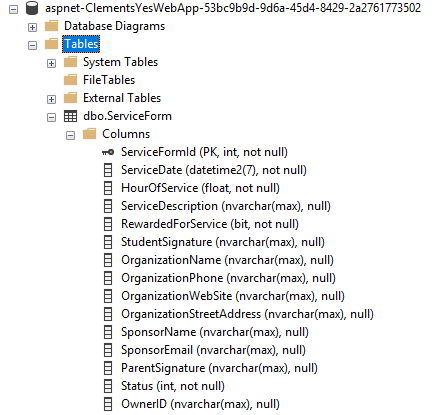 aspnet-ClementsYesWebApp-53bc9b9d-9d6a-45d4-8429-2a2761773502
Database Diagrams
Tables
System Tables
FileTables
External Tables
dbo.ServiceForm
Columns
ServiceFormId (PK, int, not null)
ServiceDate (datetime2(7), not null)
HourOfService (float, not null)
ServiceDescription (nvarchar(max), null)
RewardedForService (bit, not null)
StudentSignature (nvarchar(max), null)
OrganizationName (nvarchar(max), null)
OrganizationPhone (nvarchar(max), null)
OrganizationWebSite (nvarchar(max), null)
OrganizationStreetAddress (nvarchar(max), null)
SponsorName (nvarchar(max), null)
SponsorEmail (nvarchar(max), null)
ParentSignature (nvarchar(max), null)
Status (int, not null)
OwnerID (nvarchar(max), null)